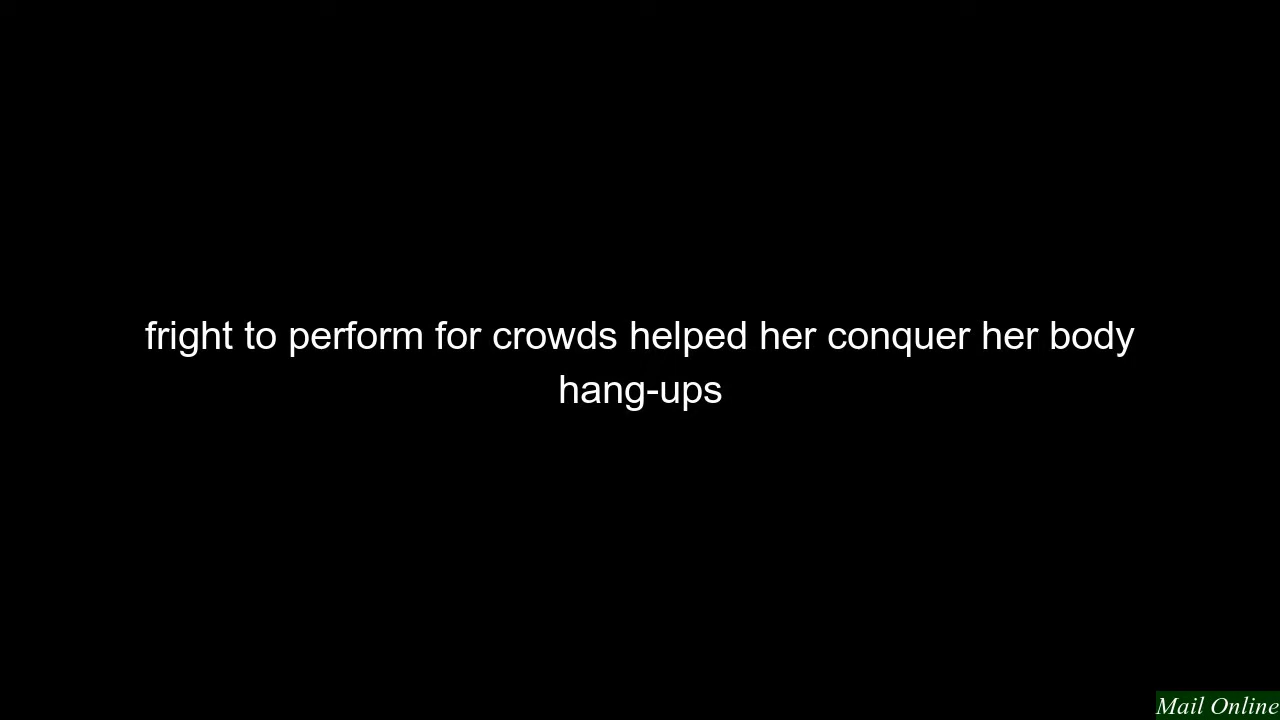 fright to perform for crowds helped her conquer her body
hang-ups
Mail Online